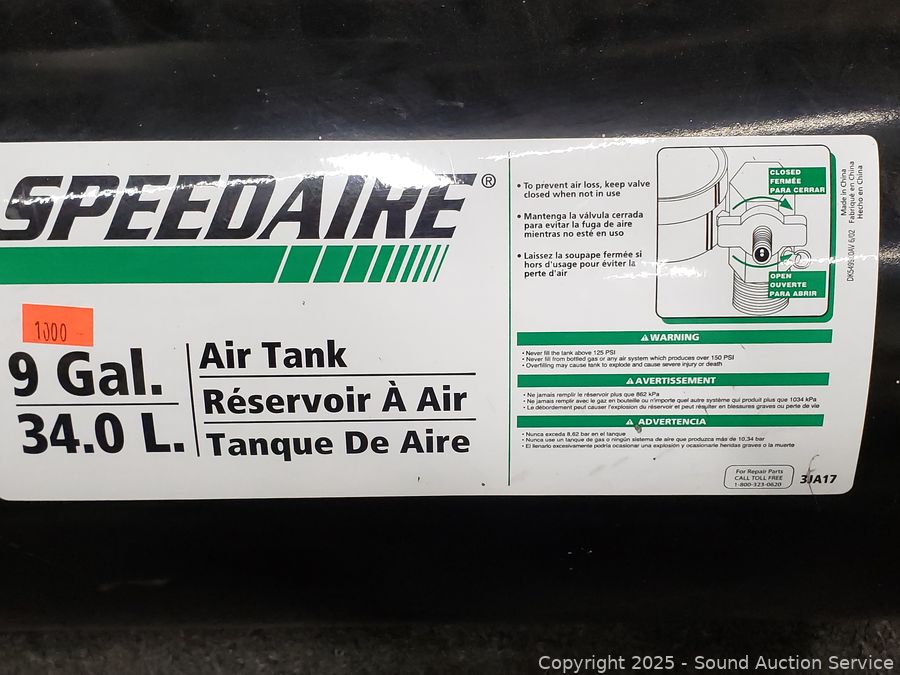 SPEEDAIRE®
1000
9 Gal.
34.0 L.
Air Tank
Réservoir À Air
Tanque De Aire
• To prevent air loss, keep valve
closed when not in use
• Mantenga la válvula cerrada
para evitar la fuga de aire
mientras no esté en uso
• Laissez la soupape fermée si
hors d'usage pour éviter la
perte d'air
CLOSED
FERMÉE
PARA CERRAR
OPEN
OUVERTE
PARA ABRIR
Made in China
Fabriqué en China
Hecho en China
6/02
⚠ WARNING
• Never fill the tank above 125 PSI
• Never fill from bottled gas or any air system which produces over 150 PSI
• Overfilling may cause tank to explode and cause severe injury or death
⚠ AVERTISSEMENT
• Ne jamais remplir le réservoir plus que 862 kPa
• Ne jamais remplir avec le gaz en bouteille ou n'importe quel autre système qui produit plus que 1034 kPa
• Le débordement peut causer l'explosion du réservoir et peut résulter en blessures graves ou perte de vie
⚠ ADVERTENCIA
• Nunca exceda 8,62 bar en el tanque
• Nunca use un tanque de gas o ningún sistema de aire que produzca más de 10,34 bar
• El llenarlo excesivamente podría ocasionar una explosión y ocasionarle heridas graves o la muerte
For Repair Parts
CALL TOLL FREE
1-800-323-0620
3JA17
Copyright © 2025 - Sound Auction Service